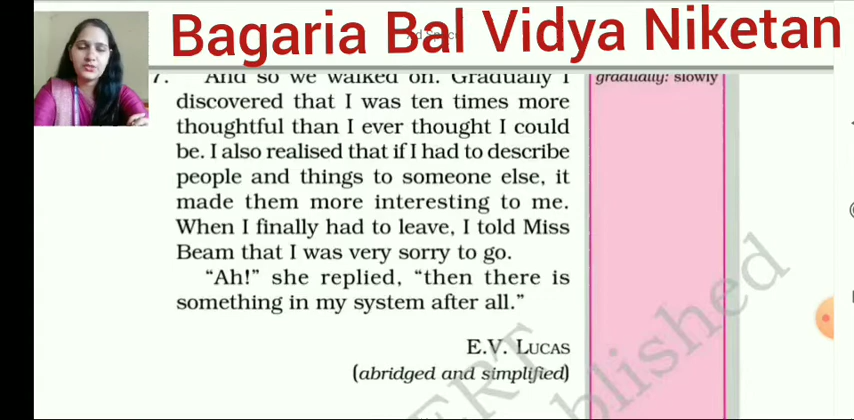 Bagaria Bal Vidya Niketan
7. And so we walked on. Gradually I
discovered that I was ten times more
thoughtful than I ever thought I could
be. I also realised that if I had to describe
people and things to someone else, it
made them more interesting to me.
When I finally had to leave, I told Miss
Beam that I was very sorry to go.
“Ah!” she replied, “then there is
something in my system after all.”
E.V. LUCAS
(abridged and simplified)
gradually: slowly